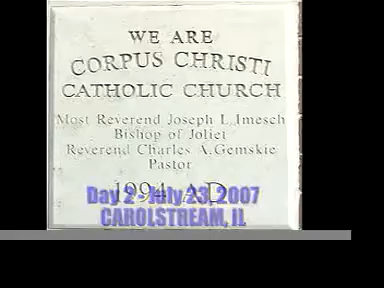 WE ARE
CORPUS CHRISTI
CATHOLIC CHURCH
Most Reverend Joseph L. Imesch
Bishop of Joliet
Reverend Charles A. Gemskie
Pastor
1994 A.D.
Day 2 - July 23, 2007
CAROLSTREAM, IL